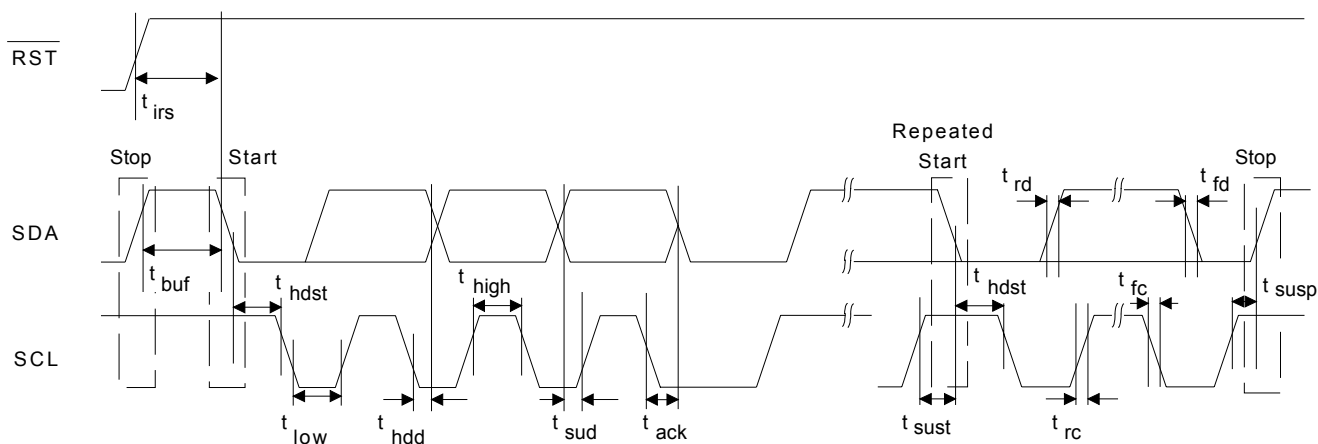 RST
t irs
Repeated
Stop
Start
Start
Stop
t rd
t fd
SDA
t buf
t hdst
t high
t hdst
t fc
t susp
SCL
t low
t hdd
t sud
t ack
t sust
t rc